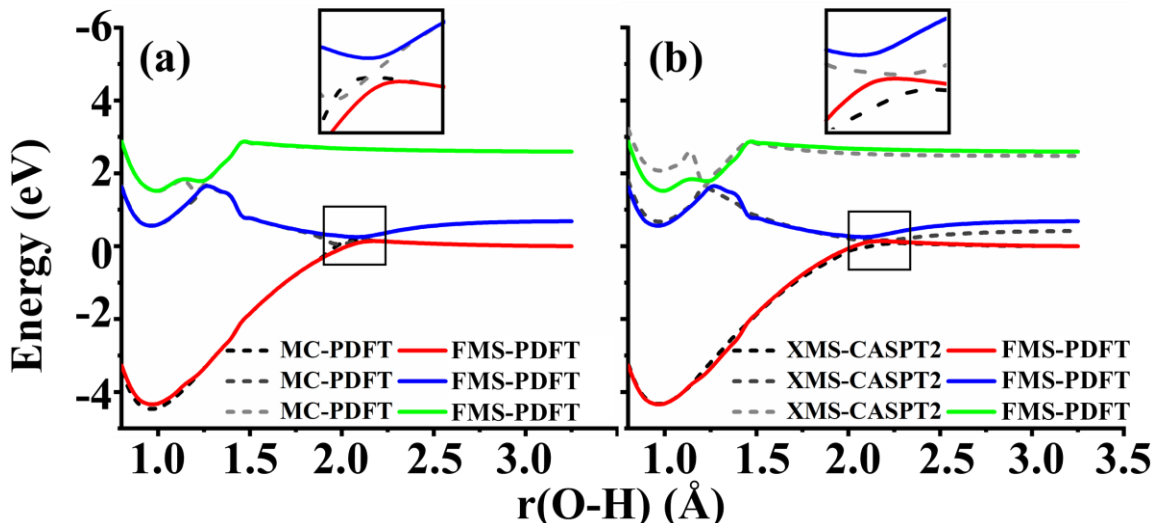 (a)
(b)
Energy (eV)
-6
4
2
0
-2
-4
MC-PDFT FMS-PDFT
MC-PDFT FMS-PDFT
MC-PDFT FMS-PDFT
XMS-CASPT2 FMS-PDFT
XMS-CASPT2 FMS-PDFT
XMS-CASPT2 FMS-PDFT
1.0 1.5 2.0 2.5 3.0 1.0 1.5 2.0 2.5 3.0 3.5
r(O-H) (Å)